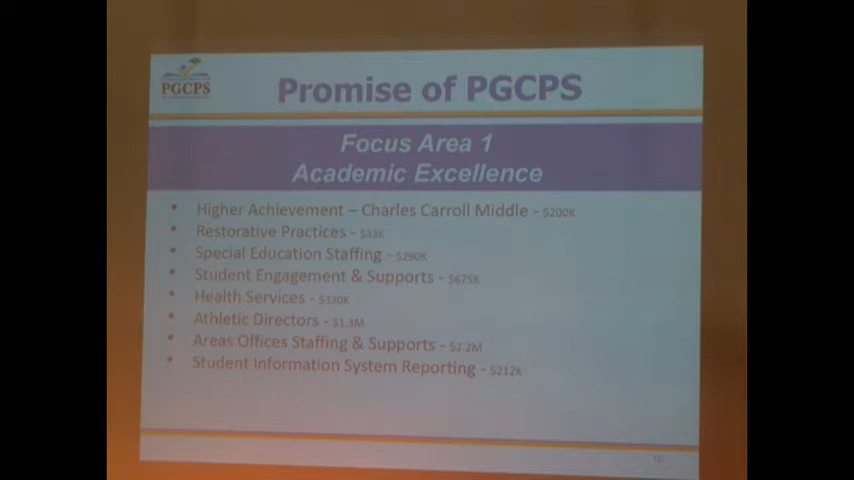 PGCPS
Promise of PGCPS
Focus Area 1
Academic Excellence
• Higher Achievement – Charles Carroll Middle - $200K
• Restorative Practices -
• Special Education Staffing - $290K
• Student Engagement & Supports - $675K
• Health Services -
• Athletic Directors - $1.3M
• Areas Offices Staffing & Supports - $2.2M
• Student Information System Reporting - $212K